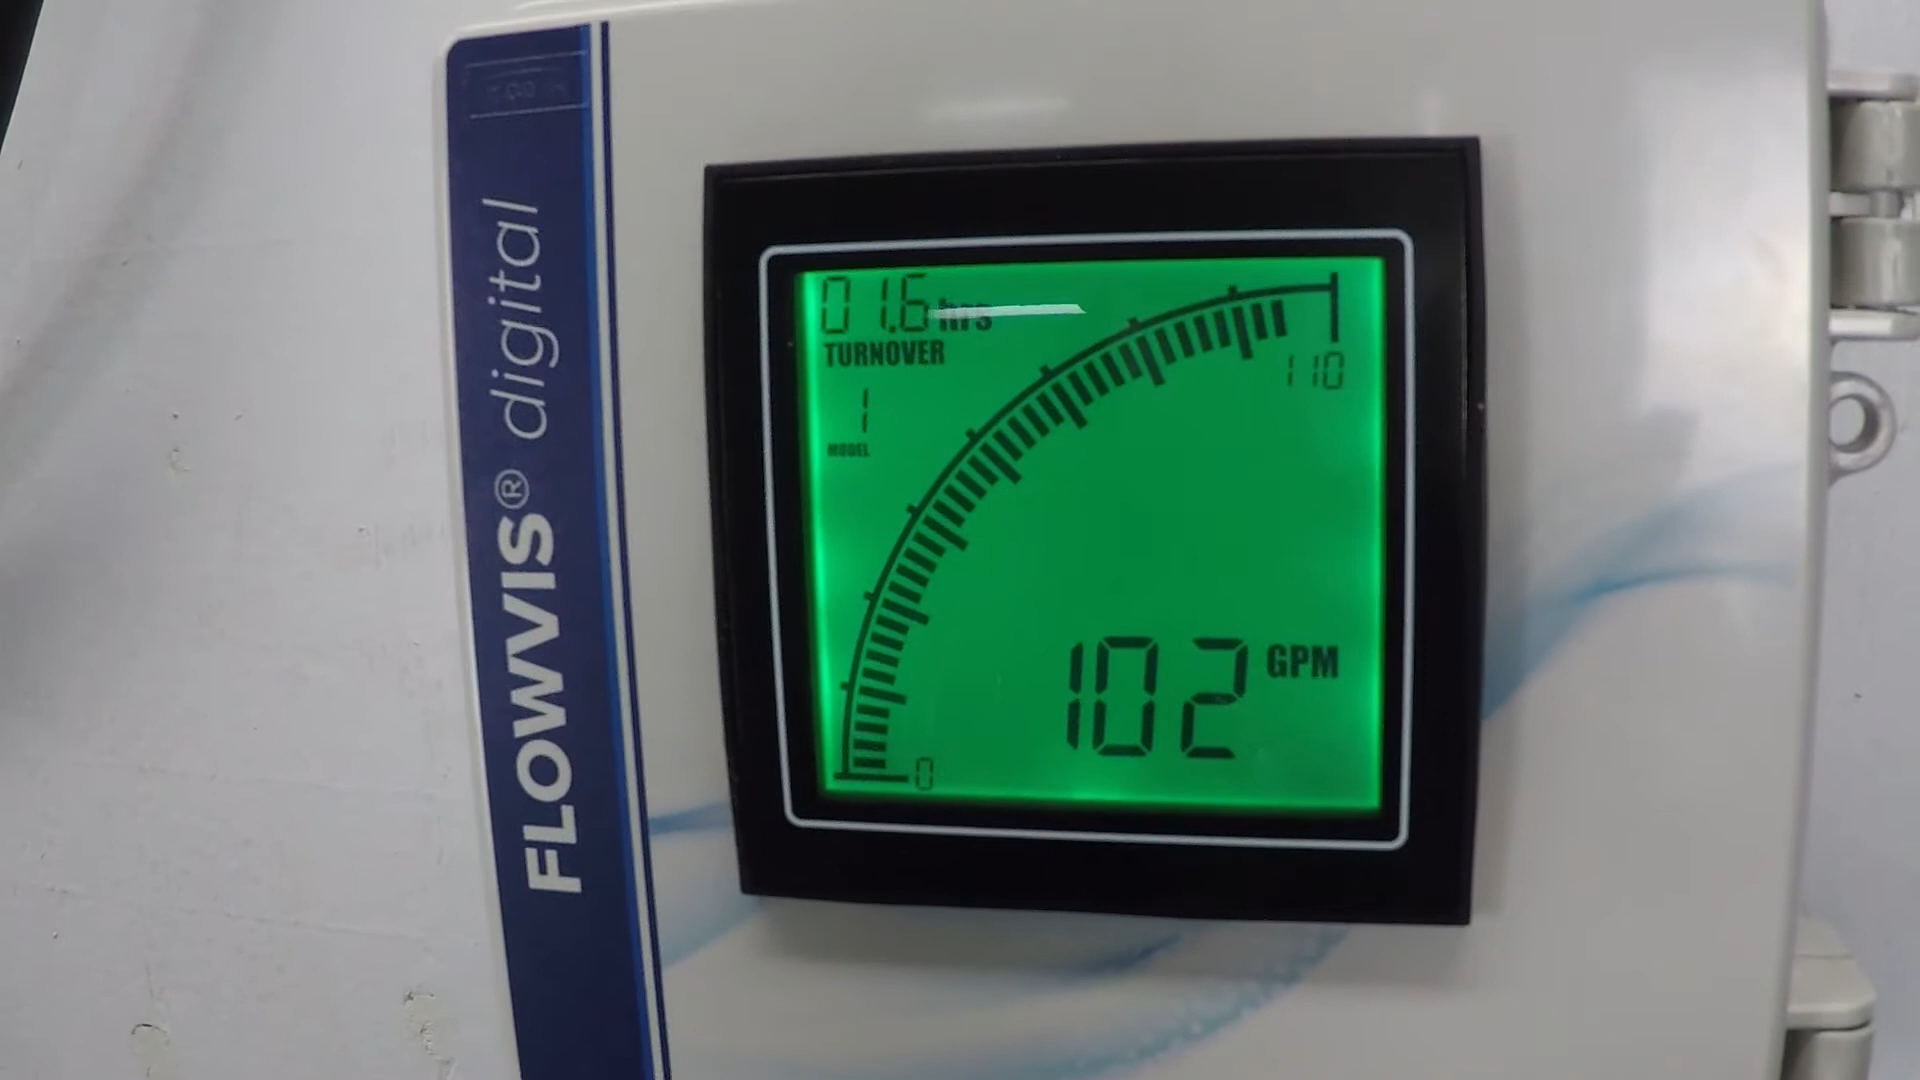 FLOWVIS® digital
01.6 hrs
TURNOVER
1
MODEL
110
102 GPM
0